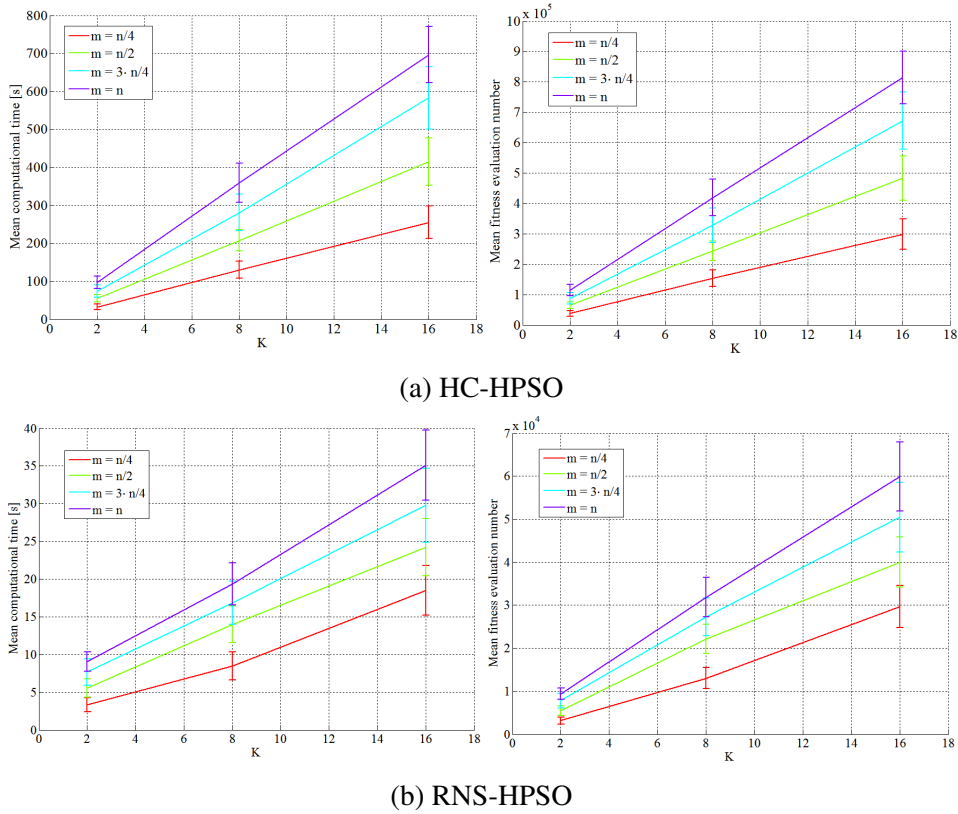 800
700
600
500
400
300
200
100
0
Mean computational time [s]
m = n/4
m = n/2
m = 3· n/4
m = n
0 2 4 6 8 10 12 14 16 18
K
x 10^5
10
9
8
7
6
5
4
3
2
1
0
Mean fitness evaluation number
m = n/4
m = n/2
m = 3· n/4
m = n
0 2 4 6 8 10 12 14 16 18
K
(a) HC-HPSO
40
35
30
25
20
15
10
5
0
Mean computational time [s]
m = n/4
m = n/2
m = 3· n/4
m = n
0 2 4 6 8 10 12 14 16 18
K
x 10^4
7
6
5
4
3
2
1
0
Mean fitness evaluation number
m = n/4
m = n/2
m = 3· n/4
m = n
0 2 4 6 8 10 12 14 16 18
K
(b) RNS-HPSO